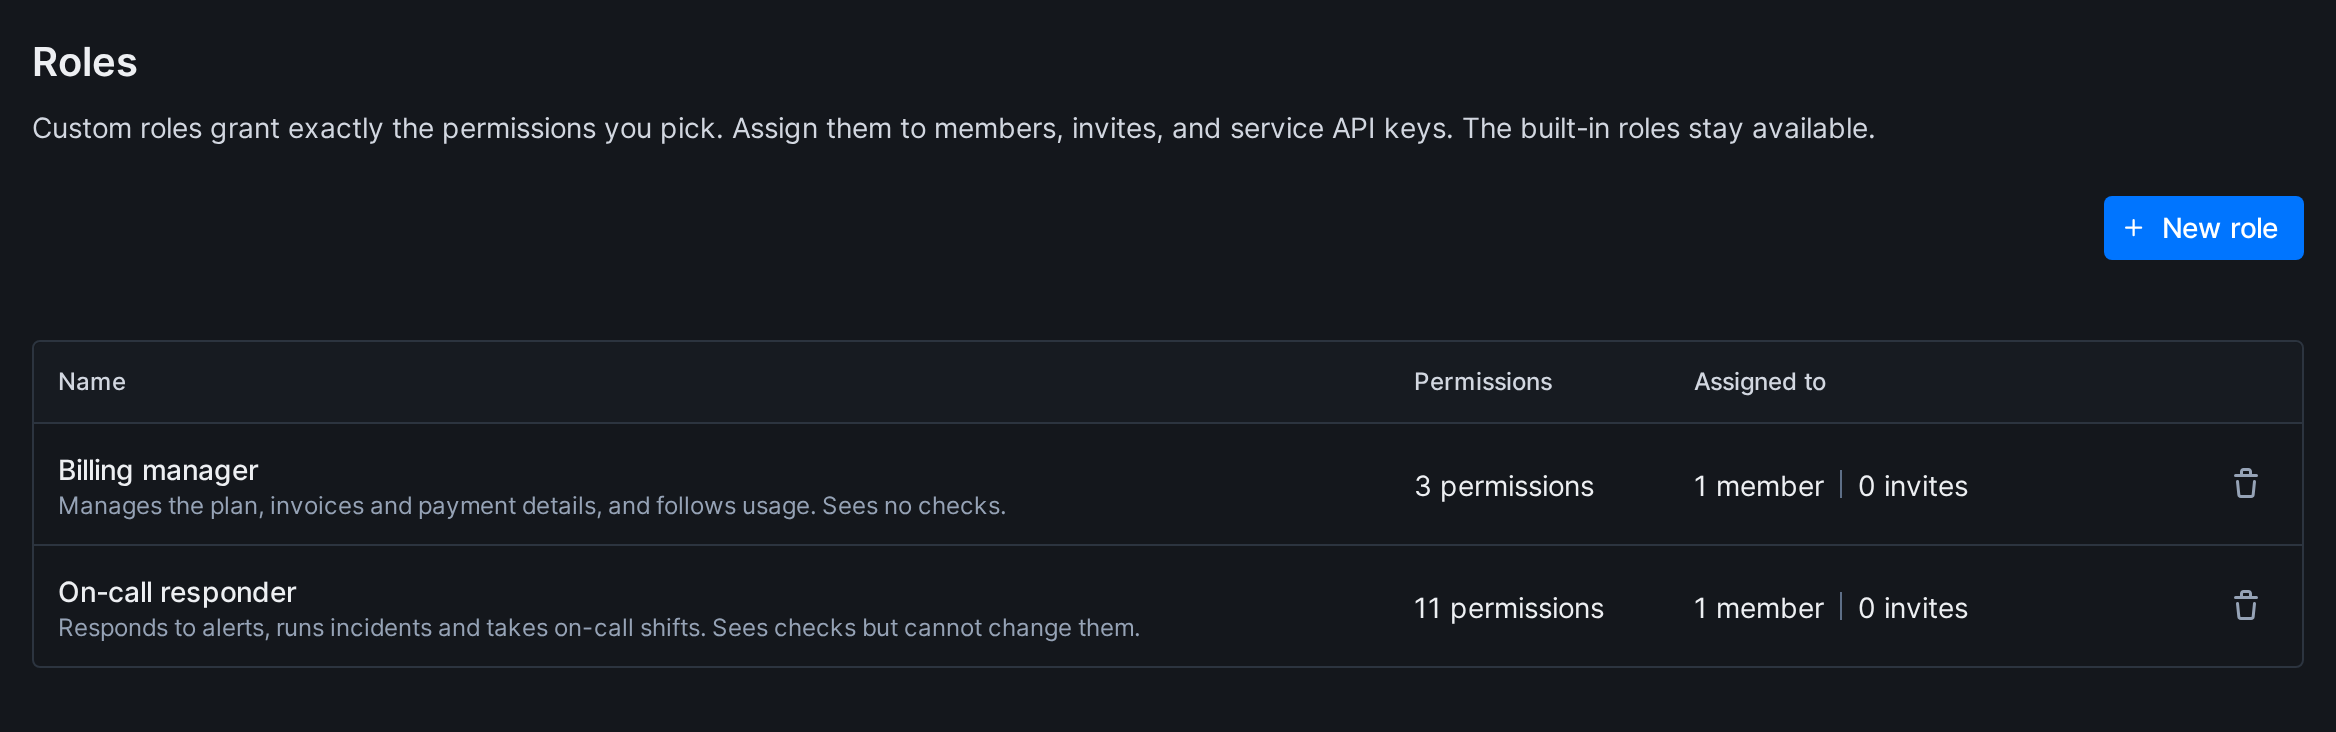 Roles
Custom roles grant exactly the permissions you pick. Assign them to members, invites, and service API keys. The built-in roles stay available.
+ New role
Name Permissions Assigned to
Billing manager
Manages the plan, invoices and payment details, and follows usage. Sees no checks.
3 permissions 1 member | 0 invites
On-call responder
Responds to alerts, runs incidents and takes on-call shifts. Sees checks but cannot change them.
11 permissions 1 member | 0 invites